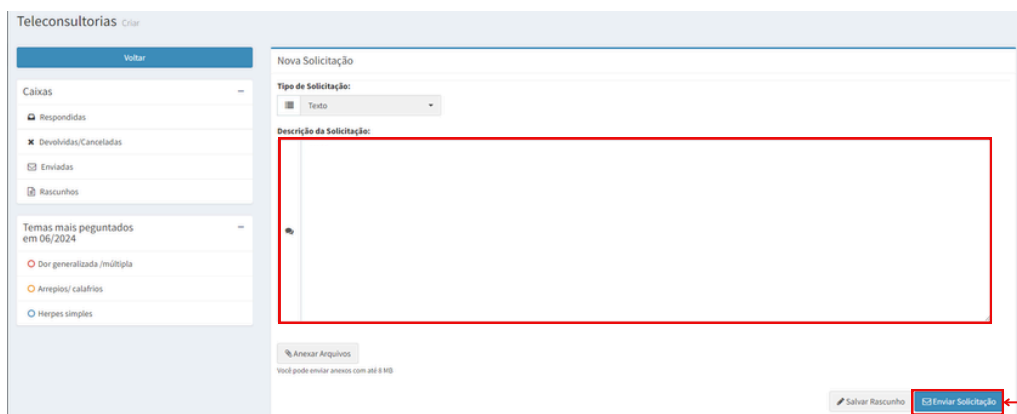 Teleconsultorias Criar
Voltar
Caixas
Respondidas
Devolvidas/Canceladas
Enviadas
Rascunhos
Temas mais peguntados
em 06/2024
Dor generalizada /múltipla
Arrepios/ calafrios
Herpes simples
Nova Solicitação
Tipo de Solicitação:
Texto
Descrição da Solicitação:
Anexar Arquivos
Você pode enviar anexos com até 6 MB
Salvar Rascunho
Enviar Solicitação